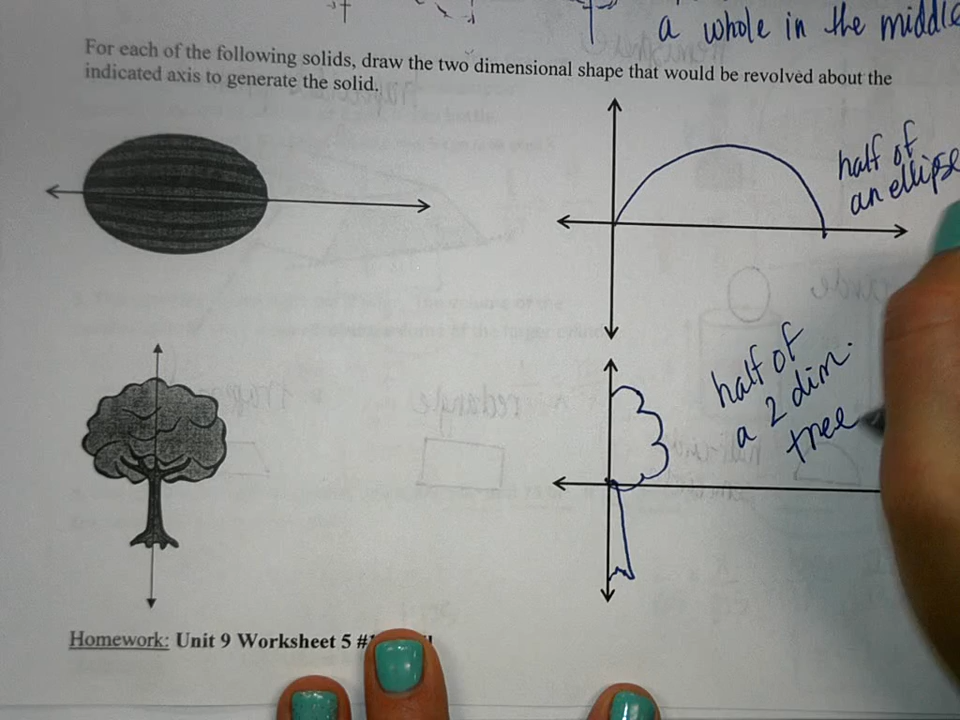 a whole in the middle
For each of the following solids, draw the two dimensional shape that would be revolved about the
indicated axis to generate the solid.
half of
an ellipse
half of
a 2 dim.
tree
Homework: Unit 9 Worksheet 5 #